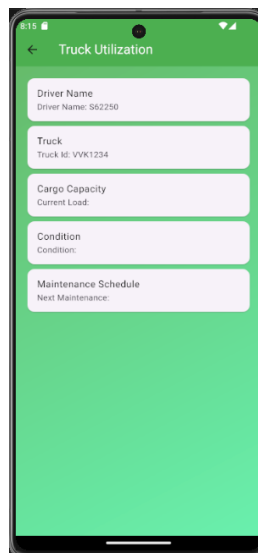 8:15
Truck Utilization
Driver Name
Driver Name: S62250
Truck
Truck Id: VVK1234
Cargo Capacity
Current Load:
Condition
Condition:
Maintenance Schedule
Next Maintenance: